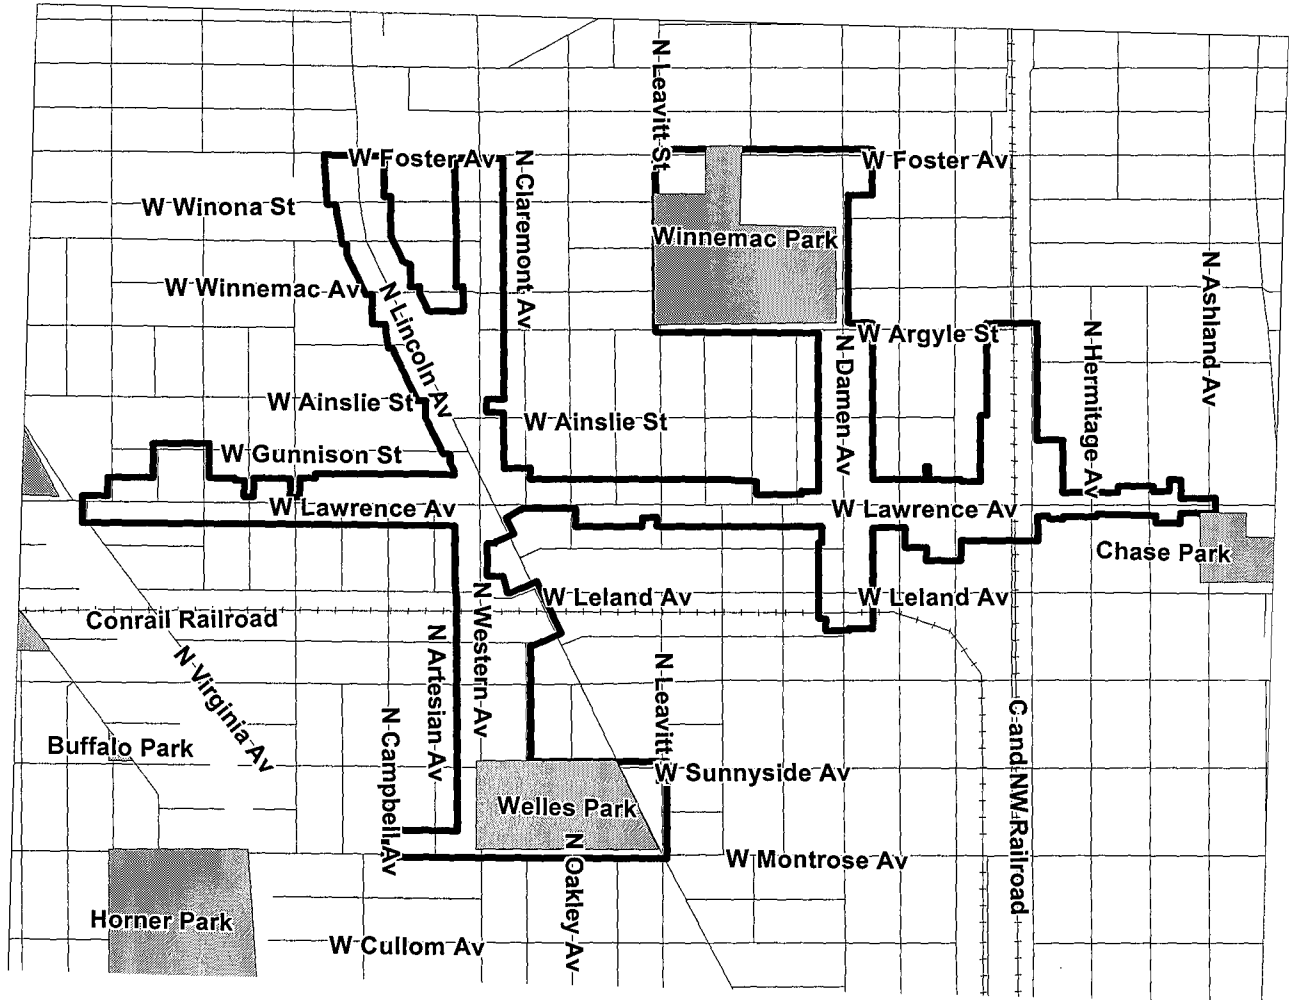 N Leavitt St
W Foster Av
W Foster Av
N Claremont Av
W Winona St
Winnemac Park
W Winnemac Av
N Lincoln Av
N Ashland Av
W Argyle St
N Damen Av
N Hermitage Av
W Ainslie St
W Ainslie St
W Gunnison St
W Lawrence Av
W Lawrence Av
Chase Park
W Leland Av
W Leland Av
Conrail Railroad
N Western Av
N Artesian Av
N Virginia Av
N Leavitt
N Campbell Av
C and NW Railroad
Buffalo Park
W Sunnyside Av
Welles Park
N Oakley Av
W Montrose Av
Horner Park
W Cullom Av